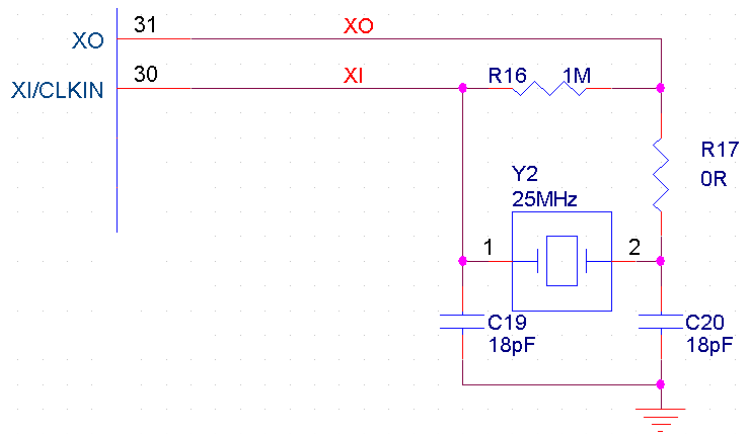 XO 31 XO
XI/CLKIN 30 XI R16 1M
R17
0R
Y2
25MHz
1 2
C19 C20
18pF 18pF